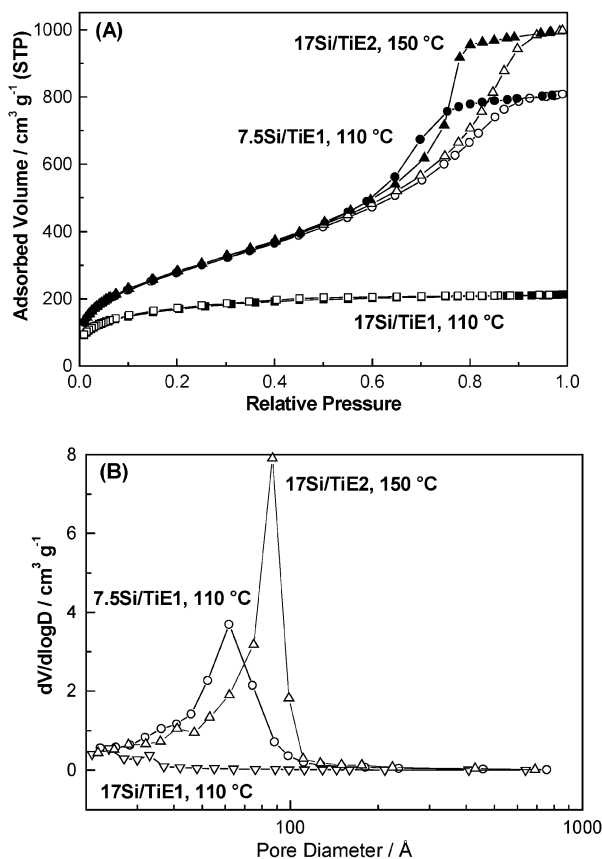 (A)
1000
800
600
400
200
0
17Si/TiE2, 150 °C
7.5Si/TiE1, 110 °C
17Si/TiE1, 110 °C
Adsorbed Volume / cm³ g⁻¹ (STP)
0.0 0.2 0.4 0.6 0.8 1.0
Relative Pressure
(B)
8
6
4
2
0
17Si/TiE2, 150 °C
7.5Si/TiE1, 110 °C
17Si/TiE1, 110 °C
dV/dlogD / cm³ g⁻¹
100 1000
Pore Diameter / Å